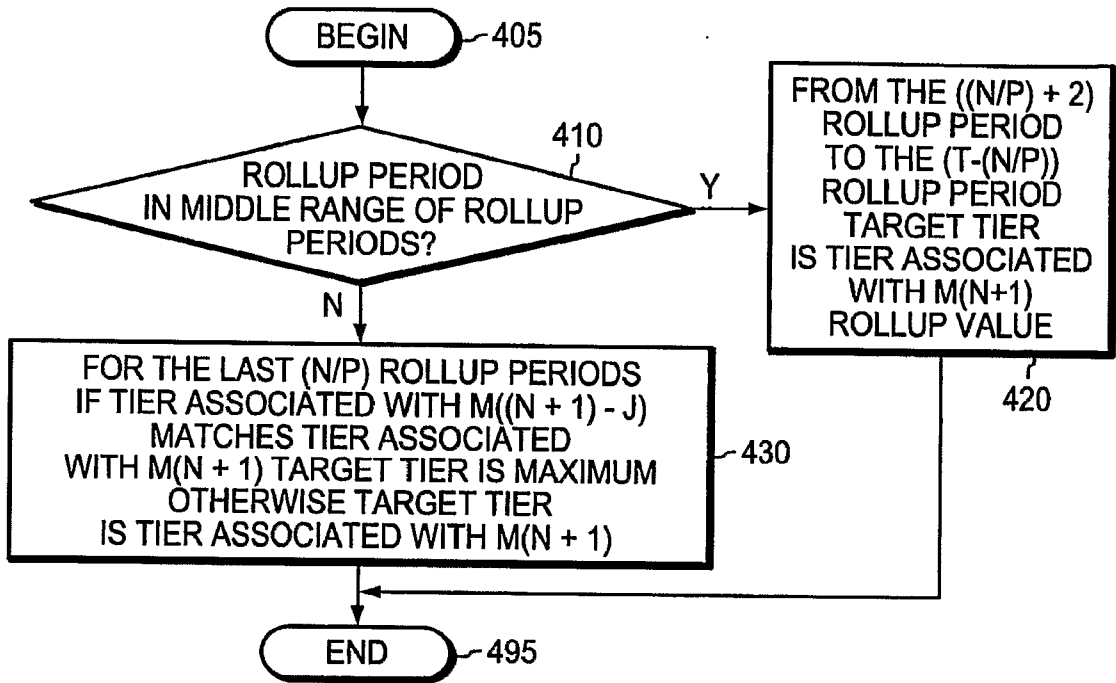 BEGIN
405
410
ROLLUP PERIOD
IN MIDDLE RANGE OF ROLLUP
PERIODS?
Y
N
FROM THE ((N/P) + 2)
ROLLUP PERIOD
TO THE (T-(N/P))
ROLLUP PERIOD
TARGET TIER
IS TIER ASSOCIATED
WITH M(N+1)
ROLLUP VALUE
420
FOR THE LAST (N/P) ROLLUP PERIODS
IF TIER ASSOCIATED WITH M((N + 1) - J)
MATCHES TIER ASSOCIATED
WITH M(N + 1) TARGET TIER IS MAXIMUM
OTHERWISE TARGET TIER
IS TIER ASSOCIATED WITH M(N + 1)
430
END
495